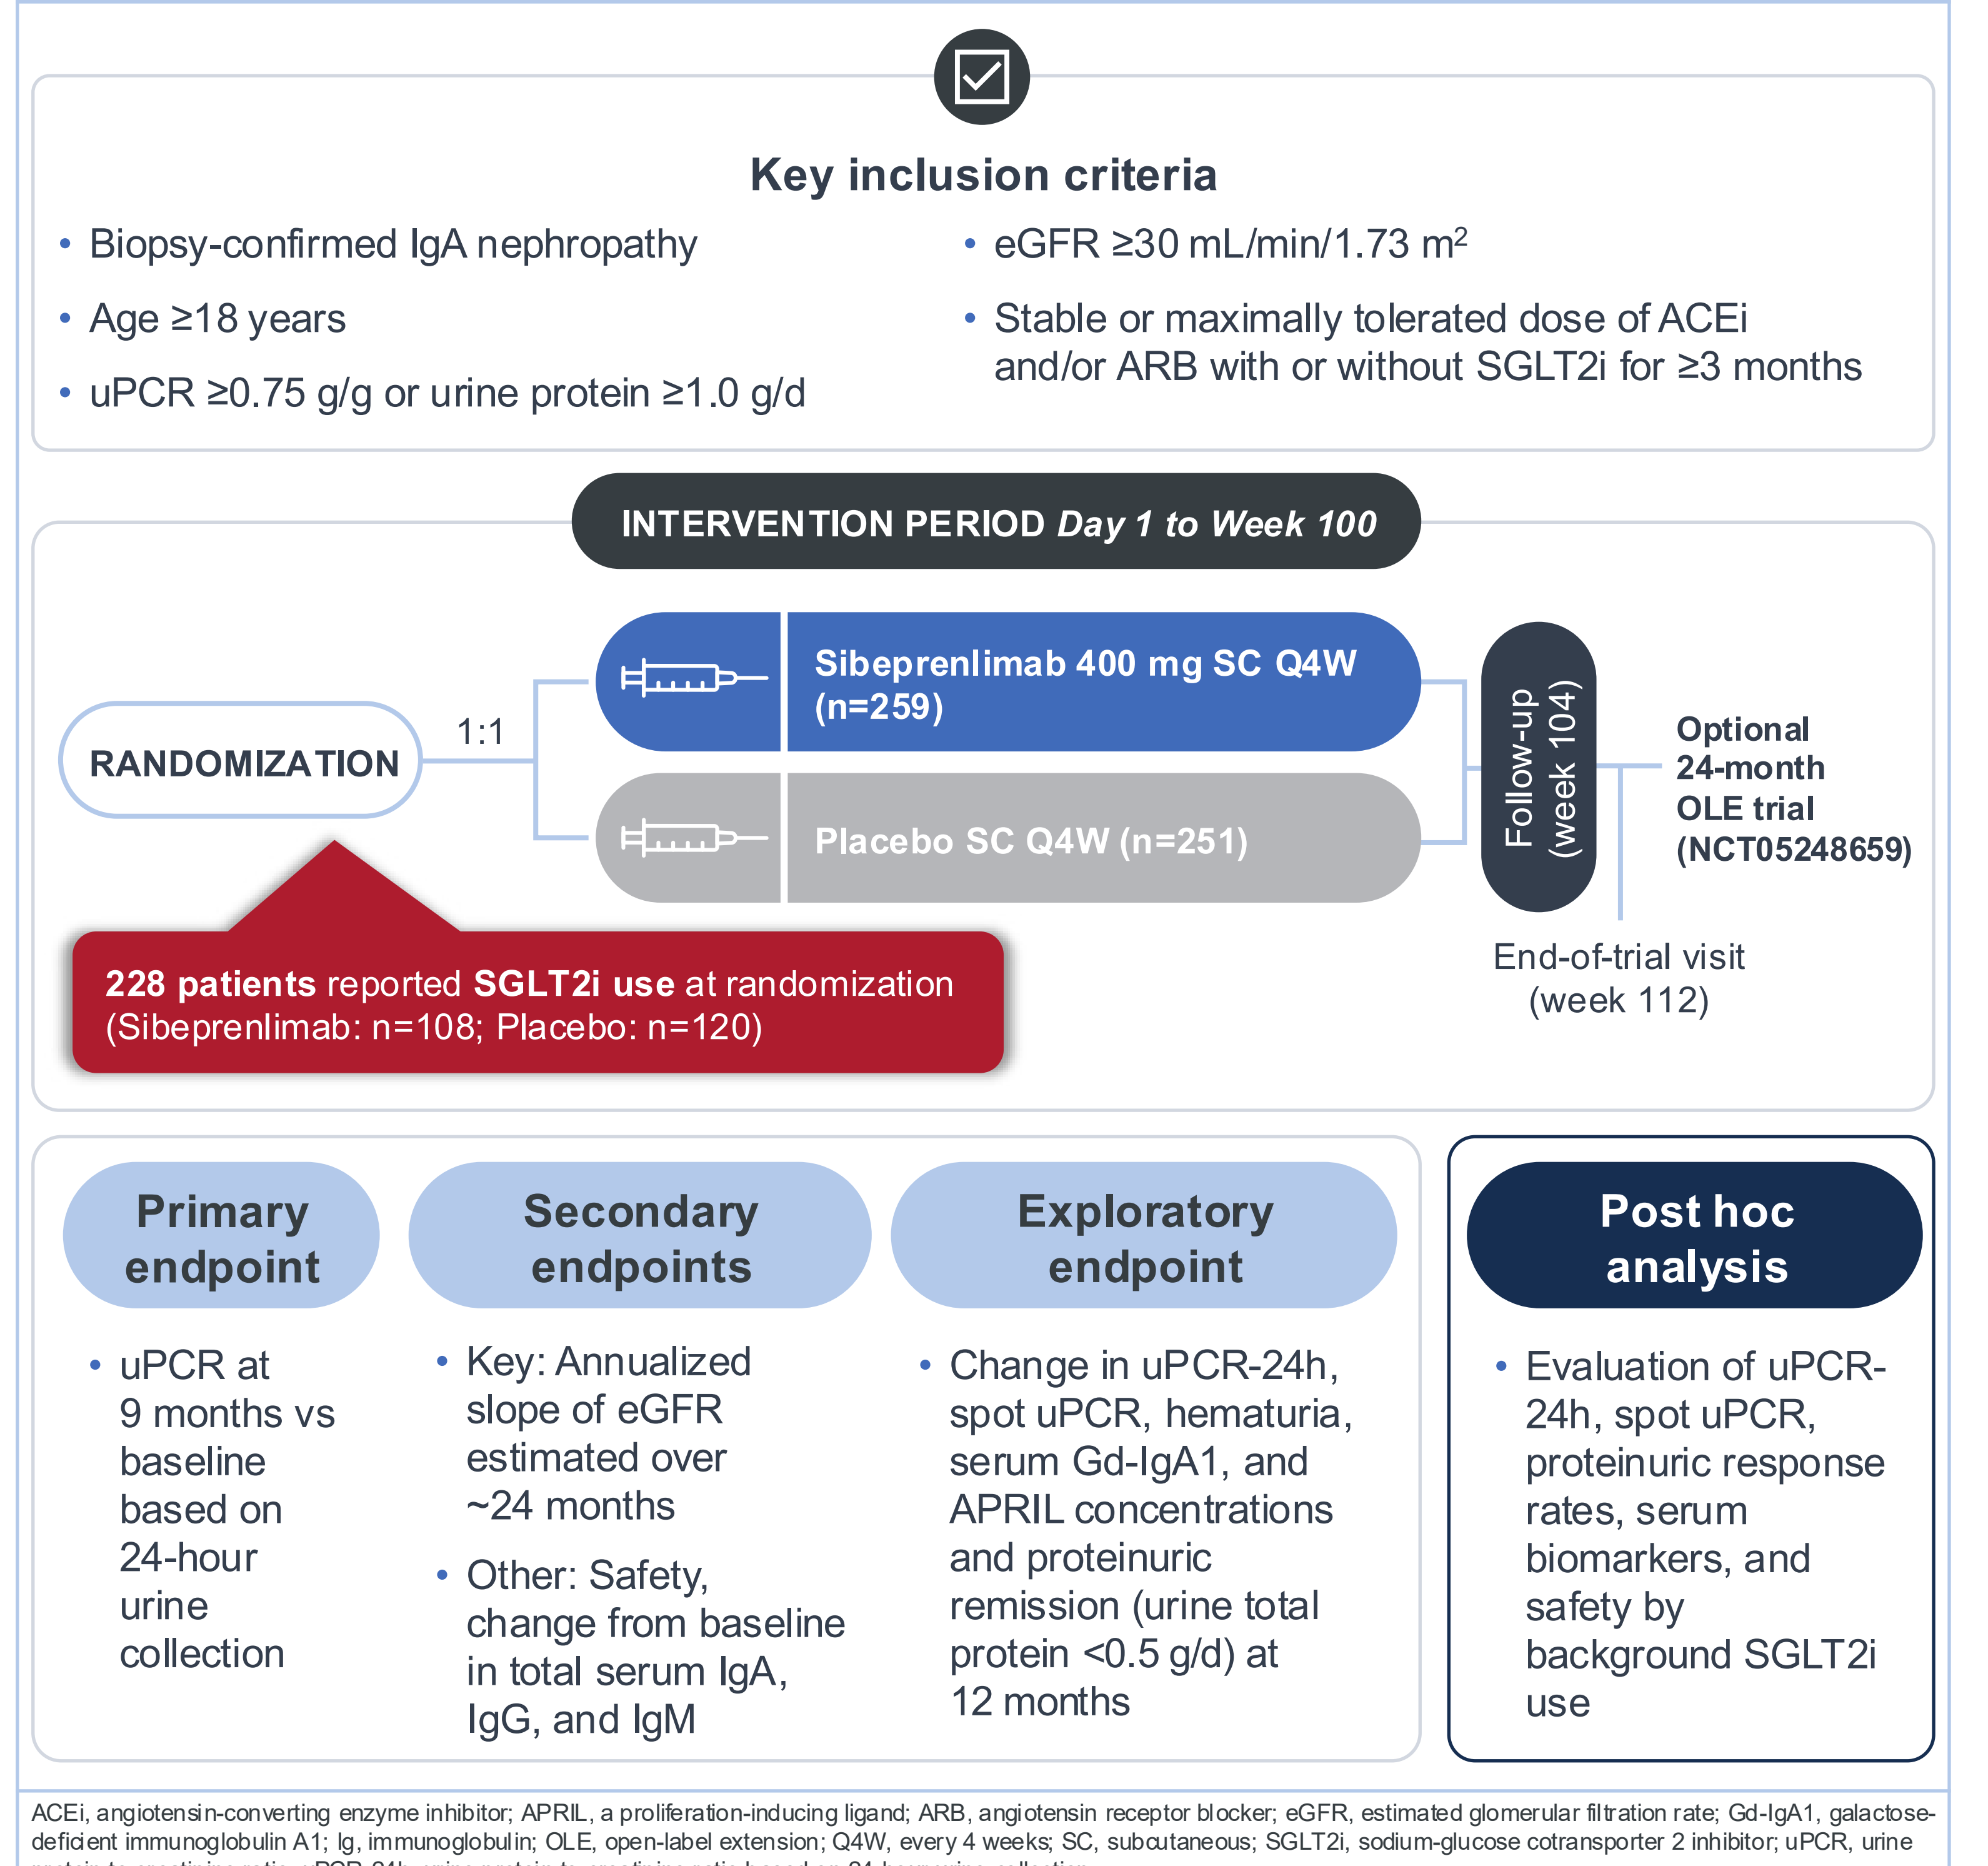 Key inclusion criteria
• Biopsy-confirmed IgA nephropathy
• Age ≥18 years
• uPCR ≥0.75 g/g or urine protein ≥1.0 g/d
• eGFR ≥30 mL/min/1.73 m²
• Stable or maximally tolerated dose of ACEi
and/or ARB with or without SGLT2i for ≥3 months
INTERVENTION PERIOD Day 1 to Week 100
RANDOMIZATION
1:1
Sibeprenlimab 400 mg SC Q4W
(n=259)
Placebo SC Q4W (n=251)
Follow-up
(week 104)
Optional
24-month
OLE trial
(NCT05248659)
End-of-trial visit
(week 112)
228 patients reported SGLT2i use at randomization
(Sibeprenlimab: n=108; Placebo: n=120)
Primary
endpoint
• uPCR at
9 months vs
baseline
based on
24-hour
urine
collection
Secondary
endpoints
• Key: Annualized
slope of eGFR
estimated over
~24 months
• Other: Safety,
change from baseline
in total serum IgA,
IgG, and IgM
Exploratory
endpoint
• Change in uPCR-24h,
spot uPCR, hematuria,
serum Gd-IgA1, and
APRIL concentrations
and proteinuric
remission (urine total
protein <0.5 g/d) at
12 months
Post hoc
analysis
• Evaluation of uPCR-
24h, spot uPCR,
proteinuric response
rates, serum
biomarkers, and
safety by
background SGLT2i
use
ACEi, angiotensin-converting enzyme inhibitor; APRIL, a proliferation-inducing ligand; ARB, angiotensin receptor blocker; eGFR, estimated glomerular filtration rate; Gd-IgA1, galactose-
deficient immunoglobulin A1; Ig, immunoglobulin; OLE, open-label extension; Q4W, every 4 weeks; SC, subcutaneous; SGLT2i, sodium-glucose cotransporter 2 inhibitor; uPCR, urine